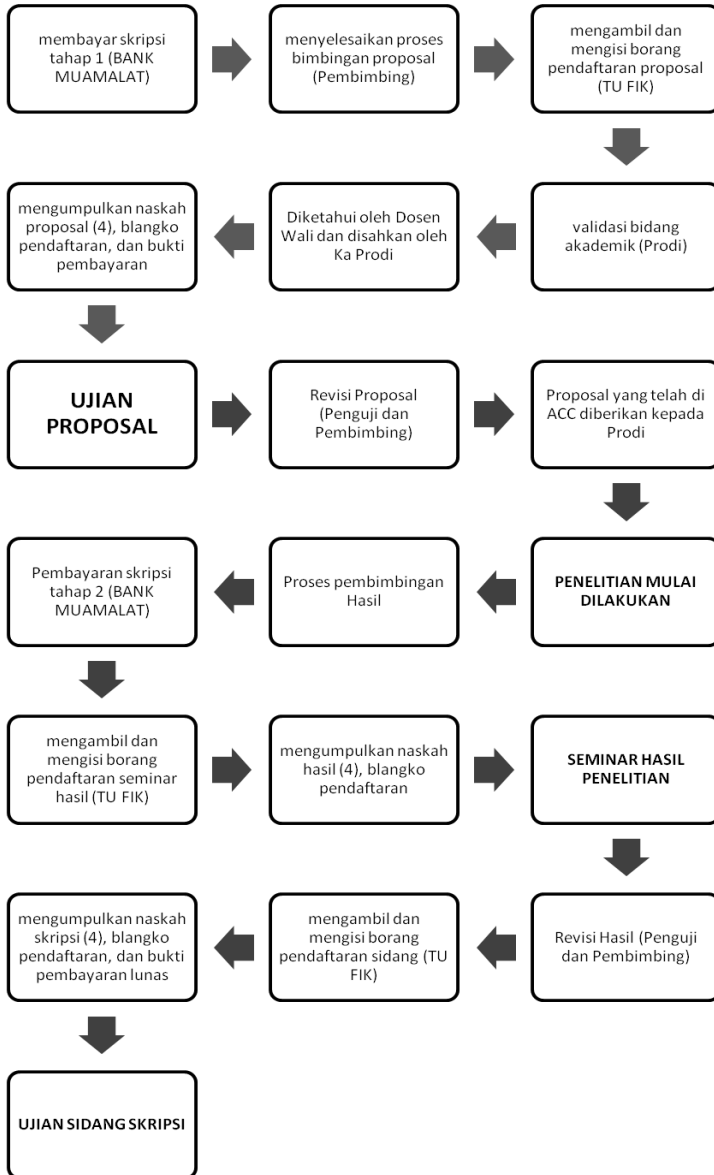 membayar skripsi
tahap 1 (BANK
MUAMALAT)
menyelesaikan proses
bimbingan proposal
(Pembimbing)
mengambil dan
mengisi borang
pendaftaran proposal
(TU FIK)
validasi bidang
akademik (Prodi)
Diketahui oleh Dosen
Wali dan disahkan oleh
Ka Prodi
mengumpulkan naskah
proposal (4), blangko
pendaftaran, dan bukti
pembayaran
UJIAN
PROPOSAL
Revisi Proposal
(Penguji dan
Pembimbing)
Proposal yang telah di
ACC diberikan kepada
Prodi
PENELITIAN MULAI
DILAKUKAN
Proses pembimbingan
Hasil
Pembayaran skripsi
tahap 2 (BANK
MUAMALAT)
mengambil dan
mengisi borang
pendaftaran seminar
hasil (TU FIK)
mengumpulkan naskah
hasil (4), blangko
pendaftaran
SEMINAR HASIL
PENELITIAN
Revisi Hasil (Penguji
dan Pembimbing)
mengambil dan
mengisi borang
pendaftaran sidang (TU
FIK)
mengumpulkan naskah
skripsi (4), blangko
pendaftaran, dan bukti
pembayaran lunas
UJIAN SIDANG SKRIPSI